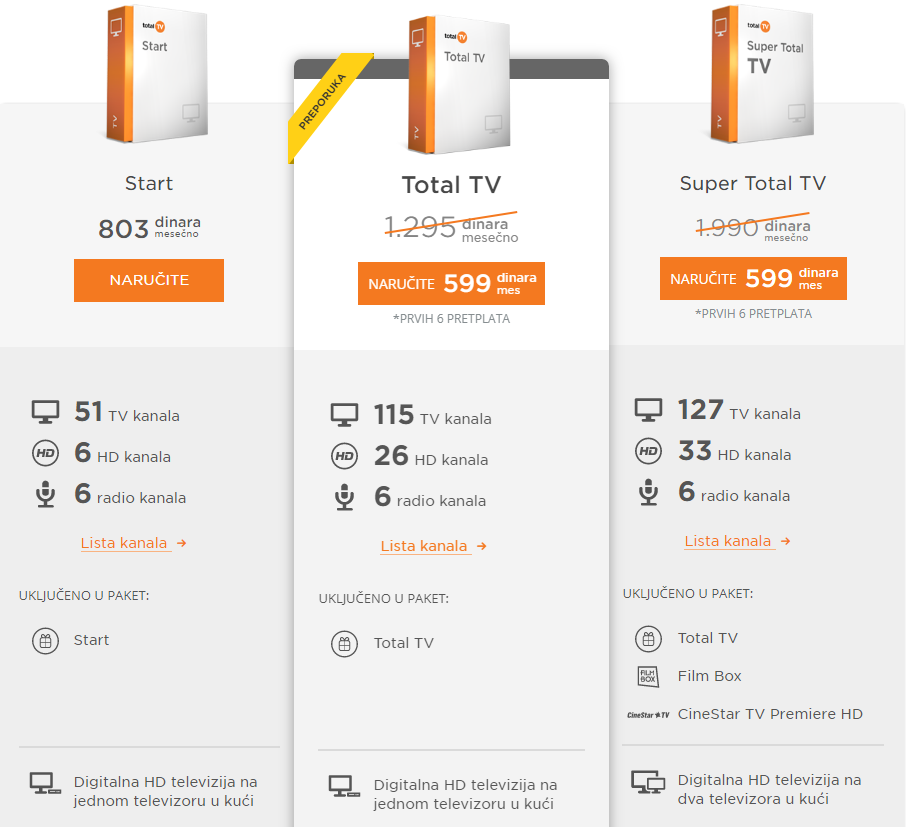 total TV
Start
TV
Start
803 dinara
mesečno
NARUČITE
51 TV kanala
HD 6 HD kanala
6 radio kanala
Lista kanala →
UKLJUČENO U PAKET:
Start
Digitalna HD televizija na
jednom televizoru u kući
PREPORUKA
total TV
Total TV
TV
Total TV
1.295 dinara
mesečno
NARUČITE 599 dinara
mes
*PRVIH 6 PRETPLATA
115 TV kanala
HD 26 HD kanala
6 radio kanala
Lista kanala →
UKLJUČENO U PAKET:
Total TV
Digitalna HD televizija na
jednom televizoru u kući
total TV
Super Total
TV
TV
Super Total TV
1.990 dinara
mesečno
NARUČITE 599 dinara
mes
*PRVIH 6 PRETPLATA
127 TV kanala
HD 33 HD kanala
6 radio kanala
Lista kanala →
UKLJUČENO U PAKET:
Total TV
FILM
BOX
Film Box
CineStar TV CineStar TV Premiere HD
Digitalna HD televizija na
dva televizora u kući